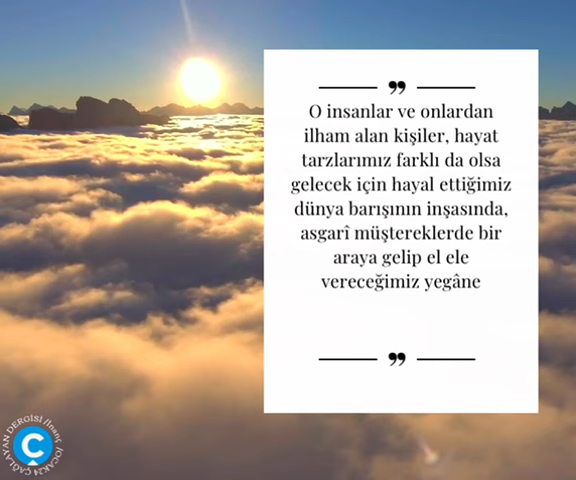 ❞
O insanlar ve onlardan
ilham alan kişiler, hayat
tarzlarımız farklı da olsa
gelecek için hayal ettiğimiz
dünya barışının inşasında,
asgarî müştereklerde bir
araya gelip el ele
vereceğimiz yegâne
❞
ÇAĞLAYAN DERGİSİ
Ç